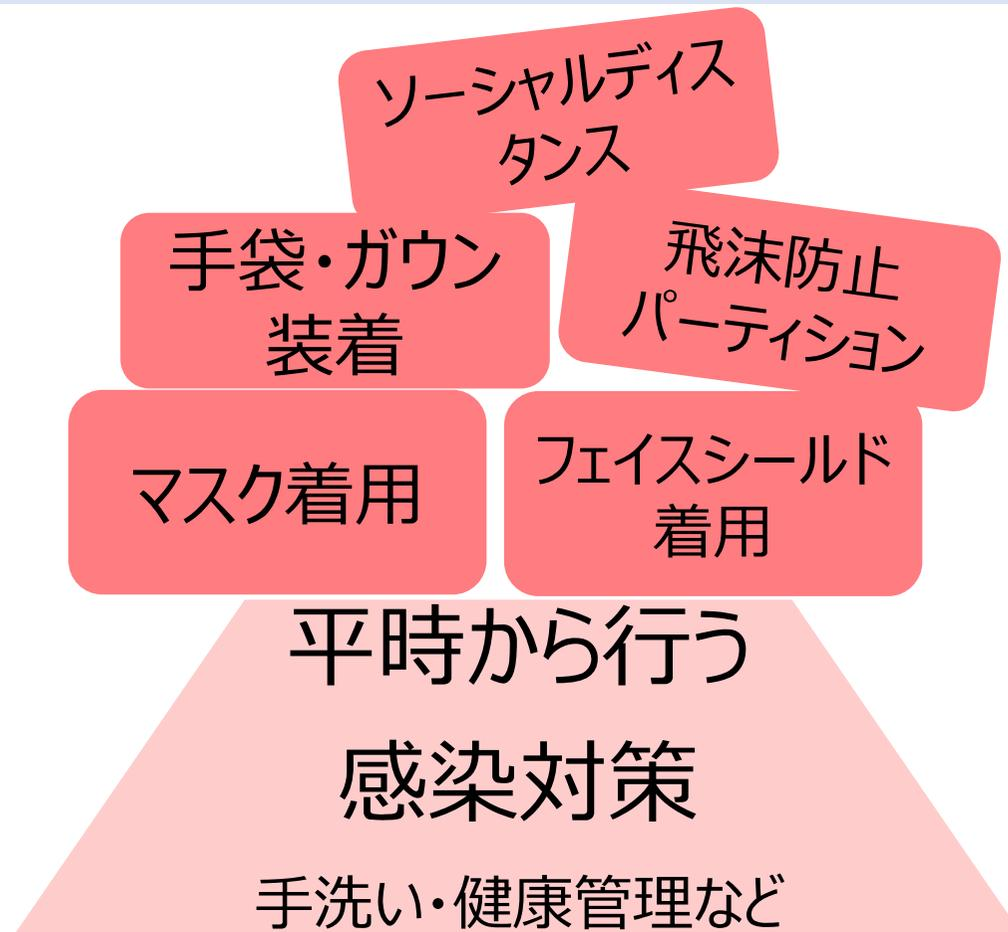 ソーシャルディス
タンス
手袋・ガウン
装着
飛沫防止
パーティション
マスク着用
フェイスシールド
着用
平時から行う
感染対策
手洗い・健康管理など